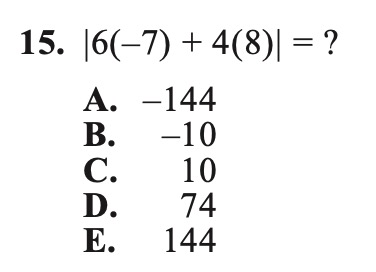 15. |6(–7) + 4(8)| = ?
A. –144
B. –10
C. 10
D. 74
E. 144